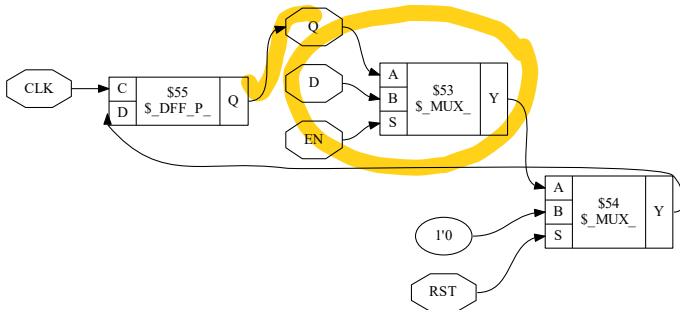 CLK
C
D
$55
$_DFF_P_
Q
Q
D
EN
A
B
S
$53
$_MUX_
Y
1'0
RST
A
B
S
$54
$_MUX_
Y